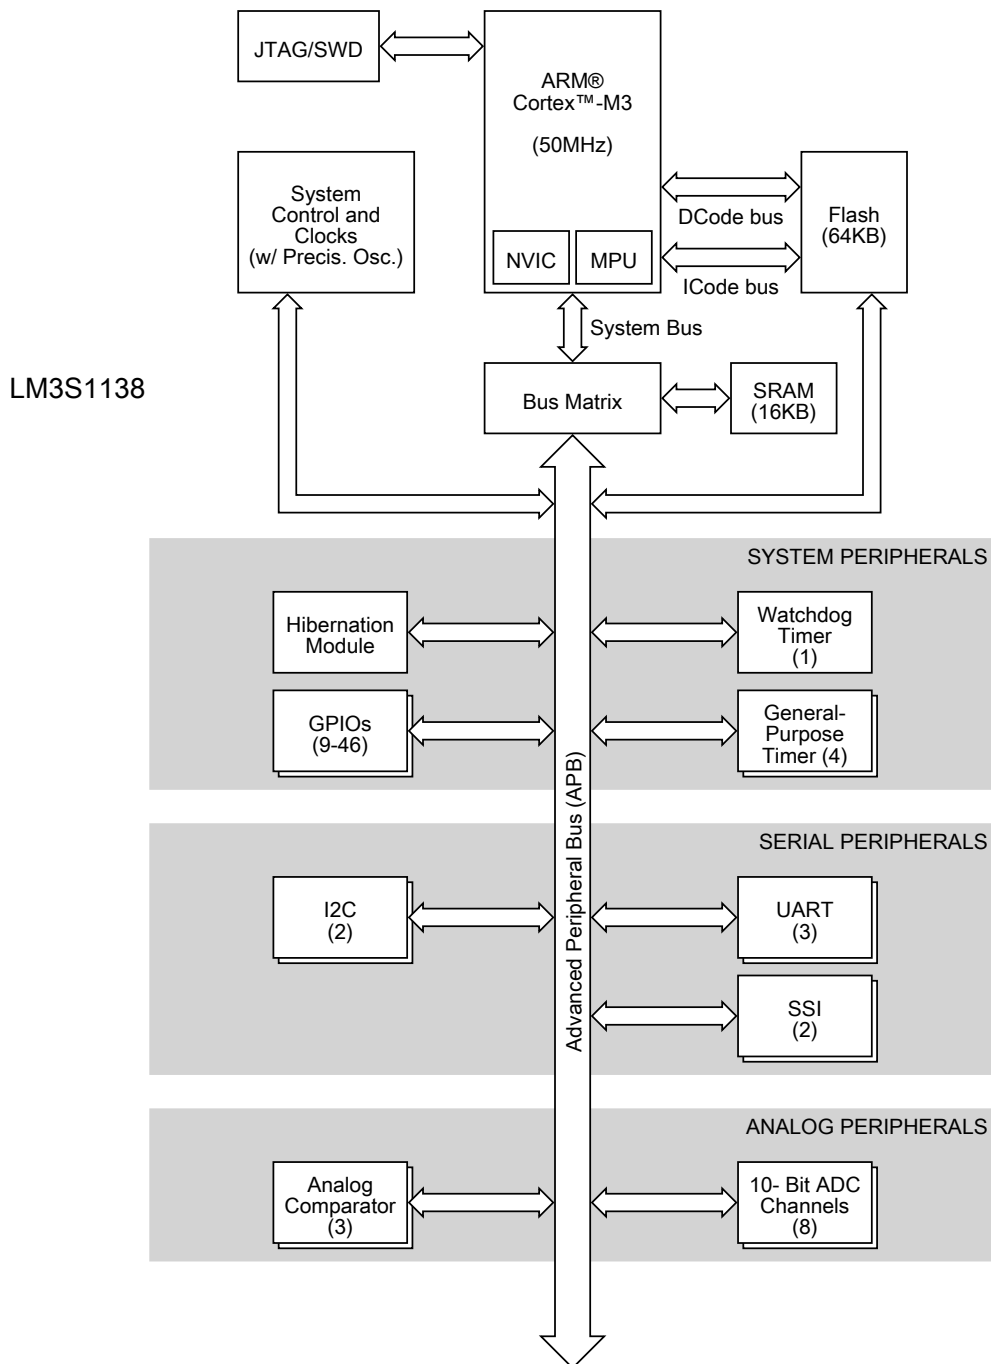 JTAG/SWD
ARM®
Cortex™-M3
(50MHz)
System
Control and
Clocks
(w/ Precis. Osc.)
NVIC
MPU
DCode bus
ICode bus
Flash
(64KB)
System Bus
LM3S1138
Bus Matrix
SRAM
(16KB)
SYSTEM PERIPHERALS
Hibernation
Module
Watchdog
Timer
(1)
GPIOs
(9-46)
General-
Purpose
Timer (4)
Advanced Peripheral Bus (APB)
SERIAL PERIPHERALS
I2C
(2)
UART
(3)
SSI
(2)
ANALOG PERIPHERALS
Analog
Comparator
(3)
10- Bit ADC
Channels
(8)